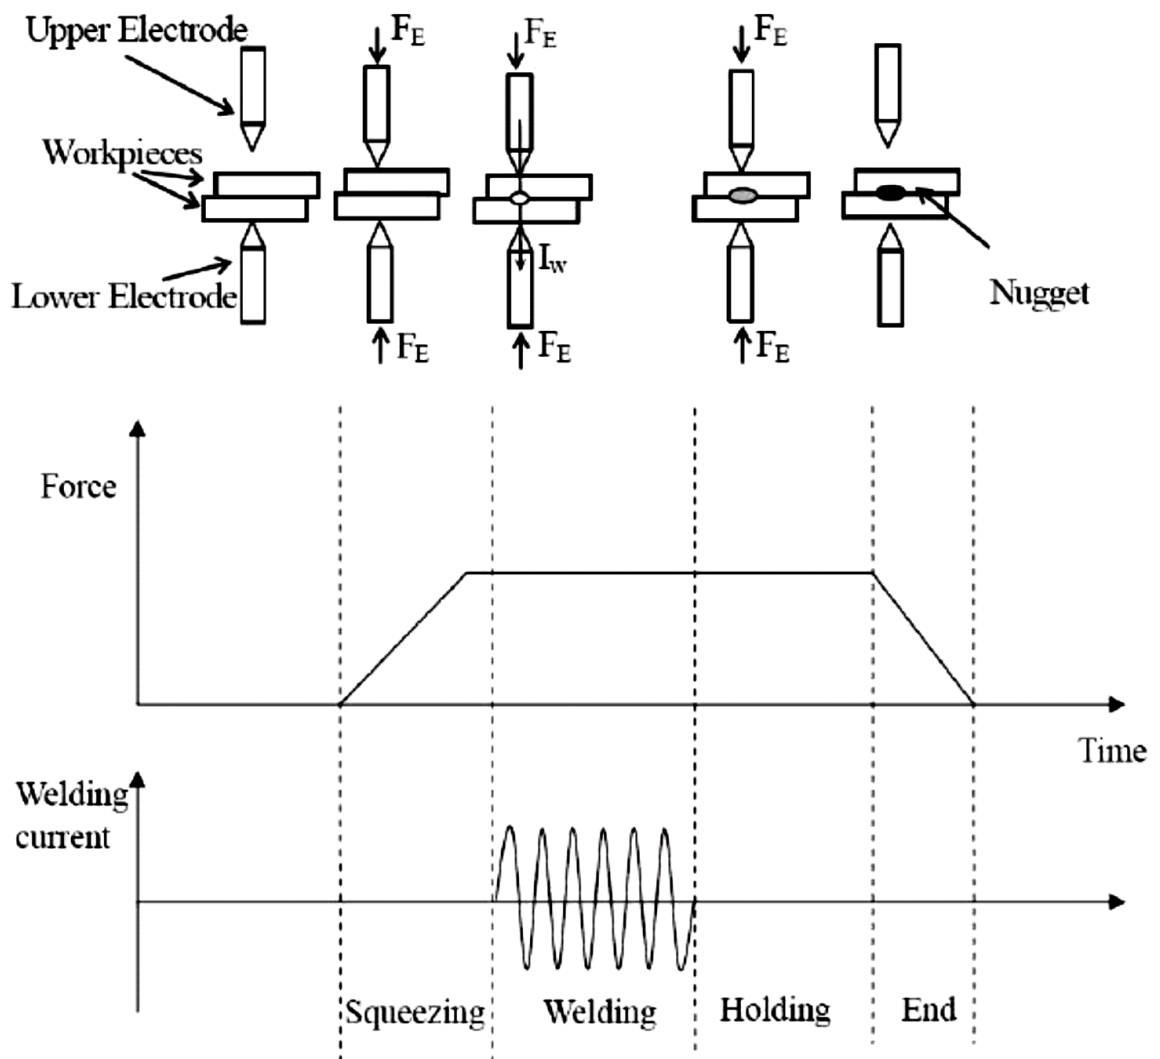 Upper Electrode
F_E
F_E
F_E
Workpieces
I_w
Lower Electrode
Nugget
F_E
F_E
F_E
Force
Time
Welding
current
Squeezing
Welding
Holding
End